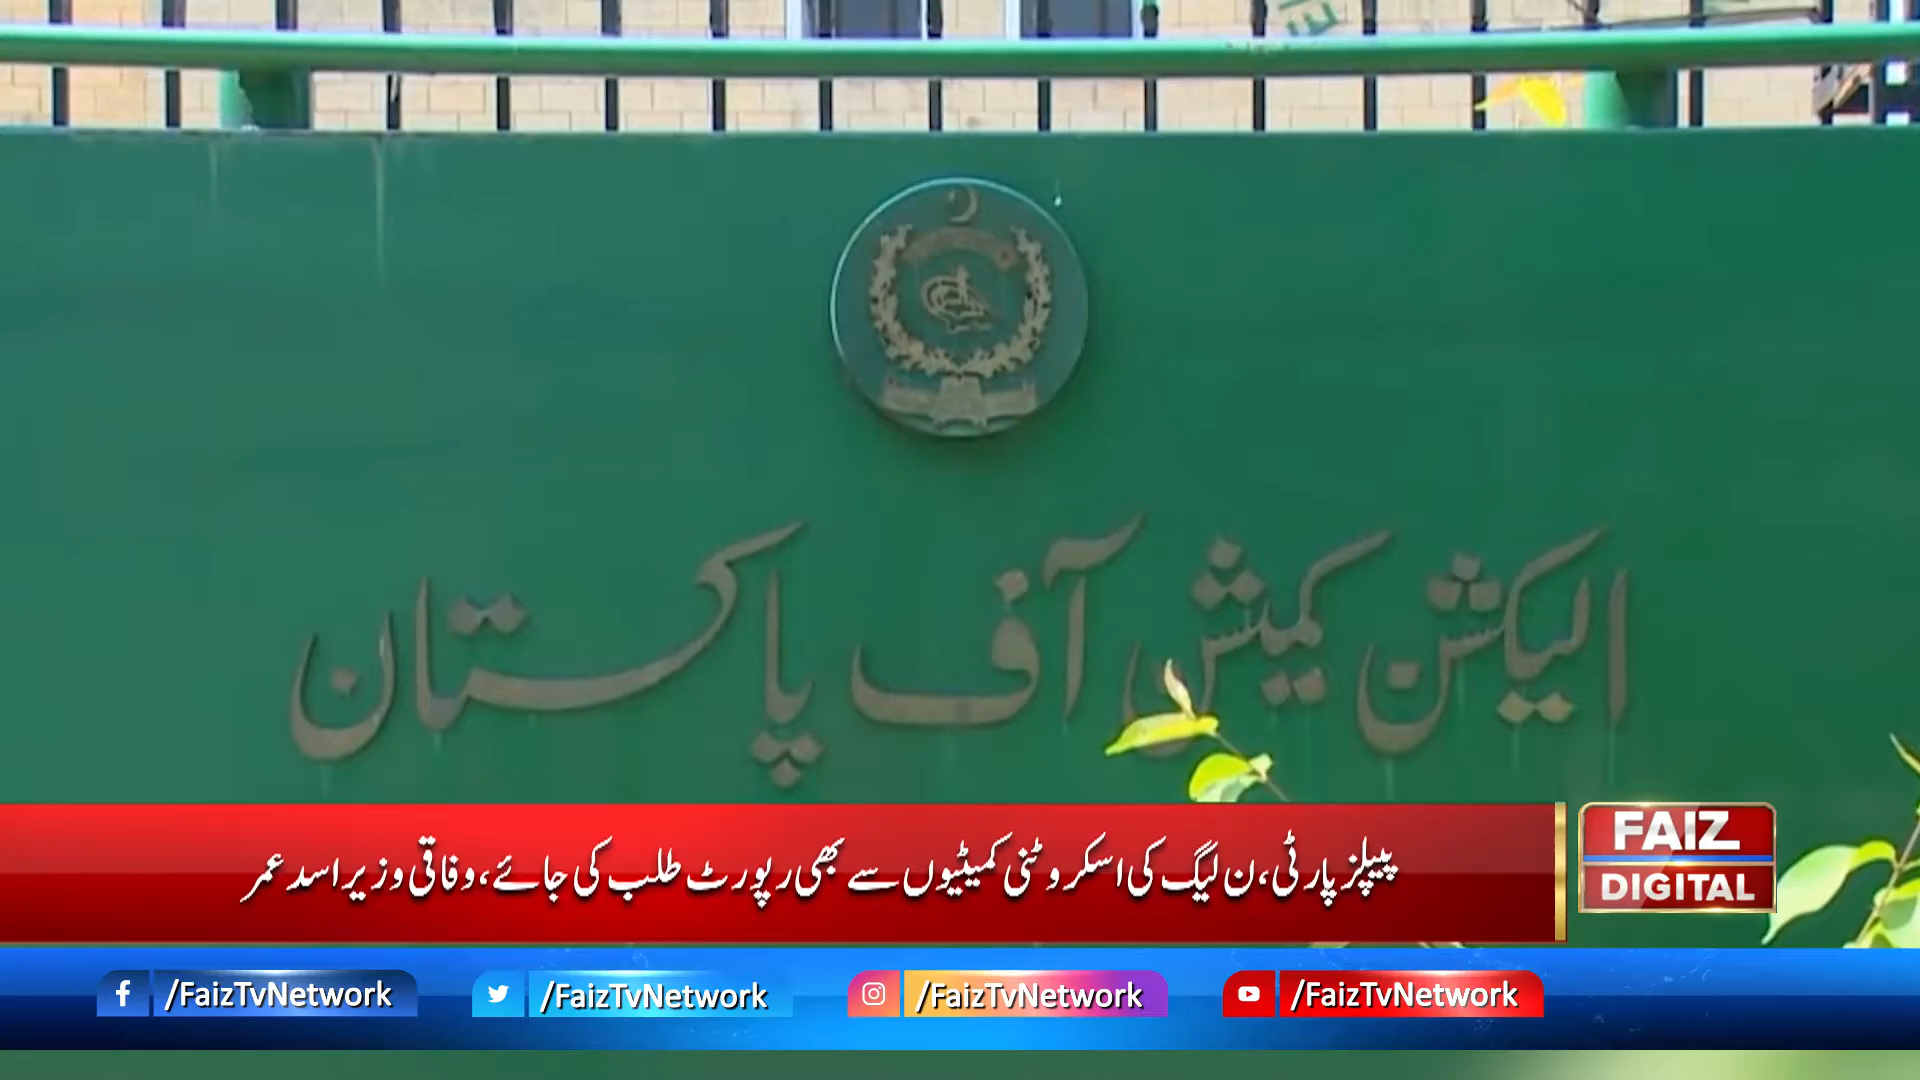 الیکشن کمیشن آف پاکستان
پیپلز پارٹی، ن لیگ کی اسکروٹنی کمیٹیوں سے بھی رپورٹ طلب کی جائے، وفاقی وزیر اسد عمر
FAIZ
DIGITAL
/FaizTvNetwork
/FaizTvNetwork
/FaizTvNetwork
/FaizTvNetwork